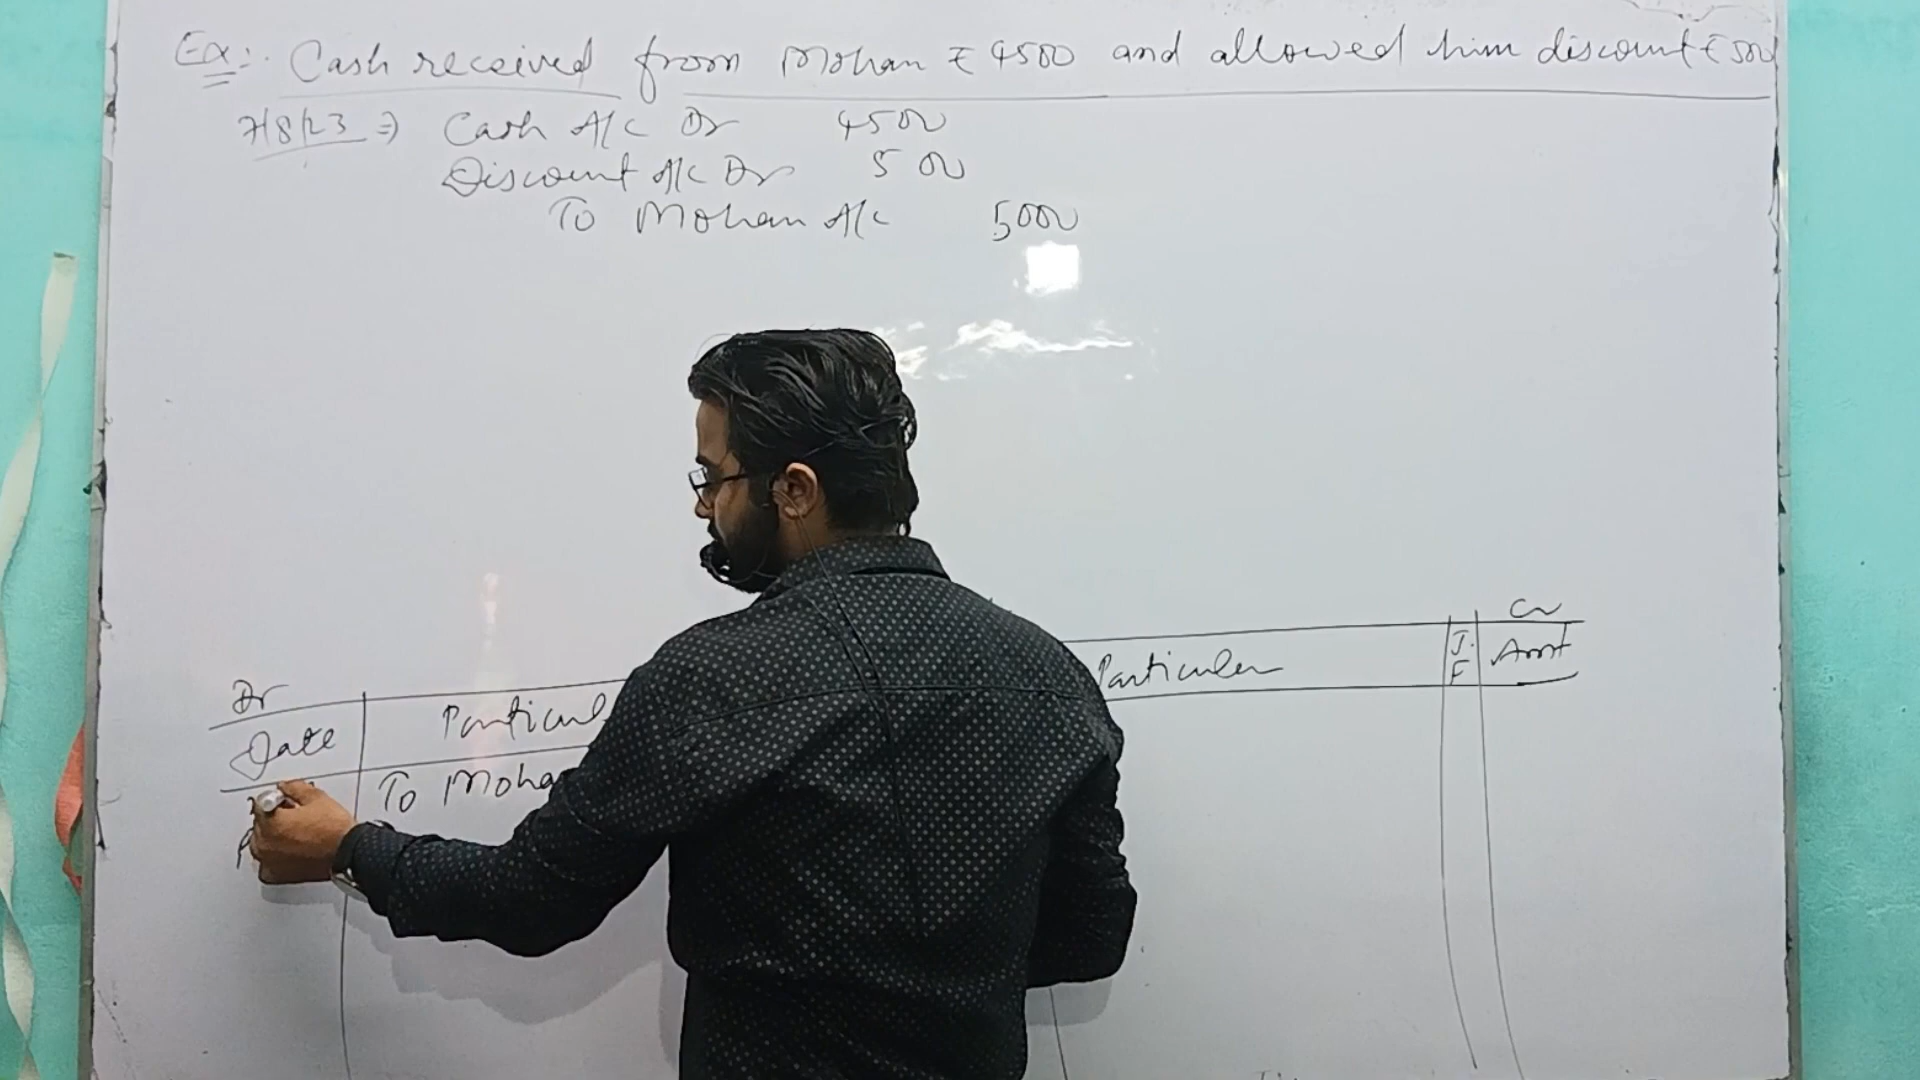 Ex:- Cash received from Mohan ₹ 4500 and allowed him discount ₹ 500
7/8/23 ⇒ Cash A/c Dr 4500
Discount A/c Dr 500
To Mohan A/c 5000
Dr Cr
Date Particul Particular J.F Amt
To Moha